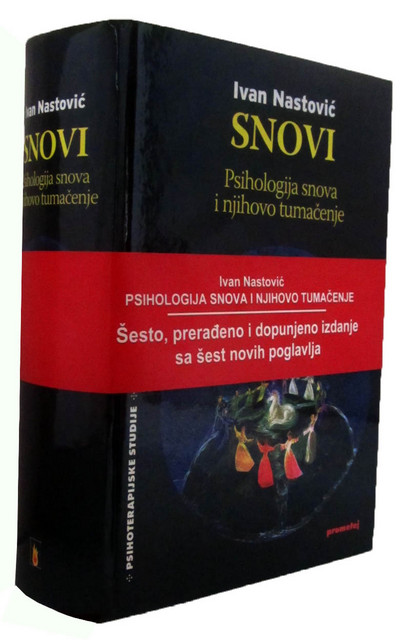 Ivan Nastović
SNOVI
Psihologija snova
i njihovo tumačenje
Ivan Nastović
SNOVI
Psihologija snova
i njihovo tumačenje
Ivan Nastović
PSIHOLOGIJA SNOVA I NJIHOVO TUMAČENJE
Šesto, prerađeno i dopunjeno izdanje
sa šest novih poglavlja
PSIHOTERAPIJSKE STUDIJE
prometej